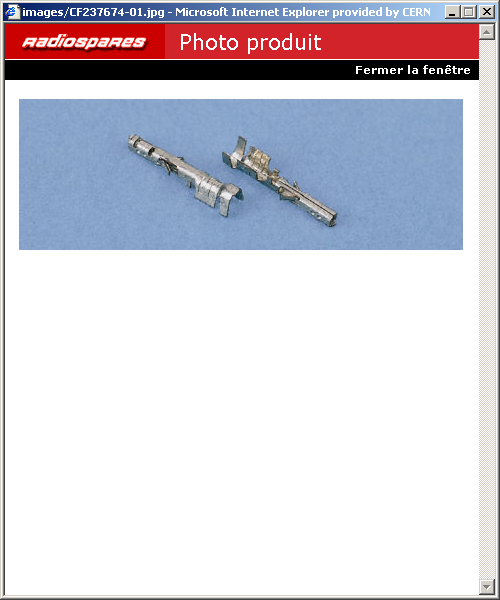 images/CF237674-01.jpg - Microsoft Internet Explorer provided by CERN
RADIOSPARES Photo produit
Fermer la fenêtre